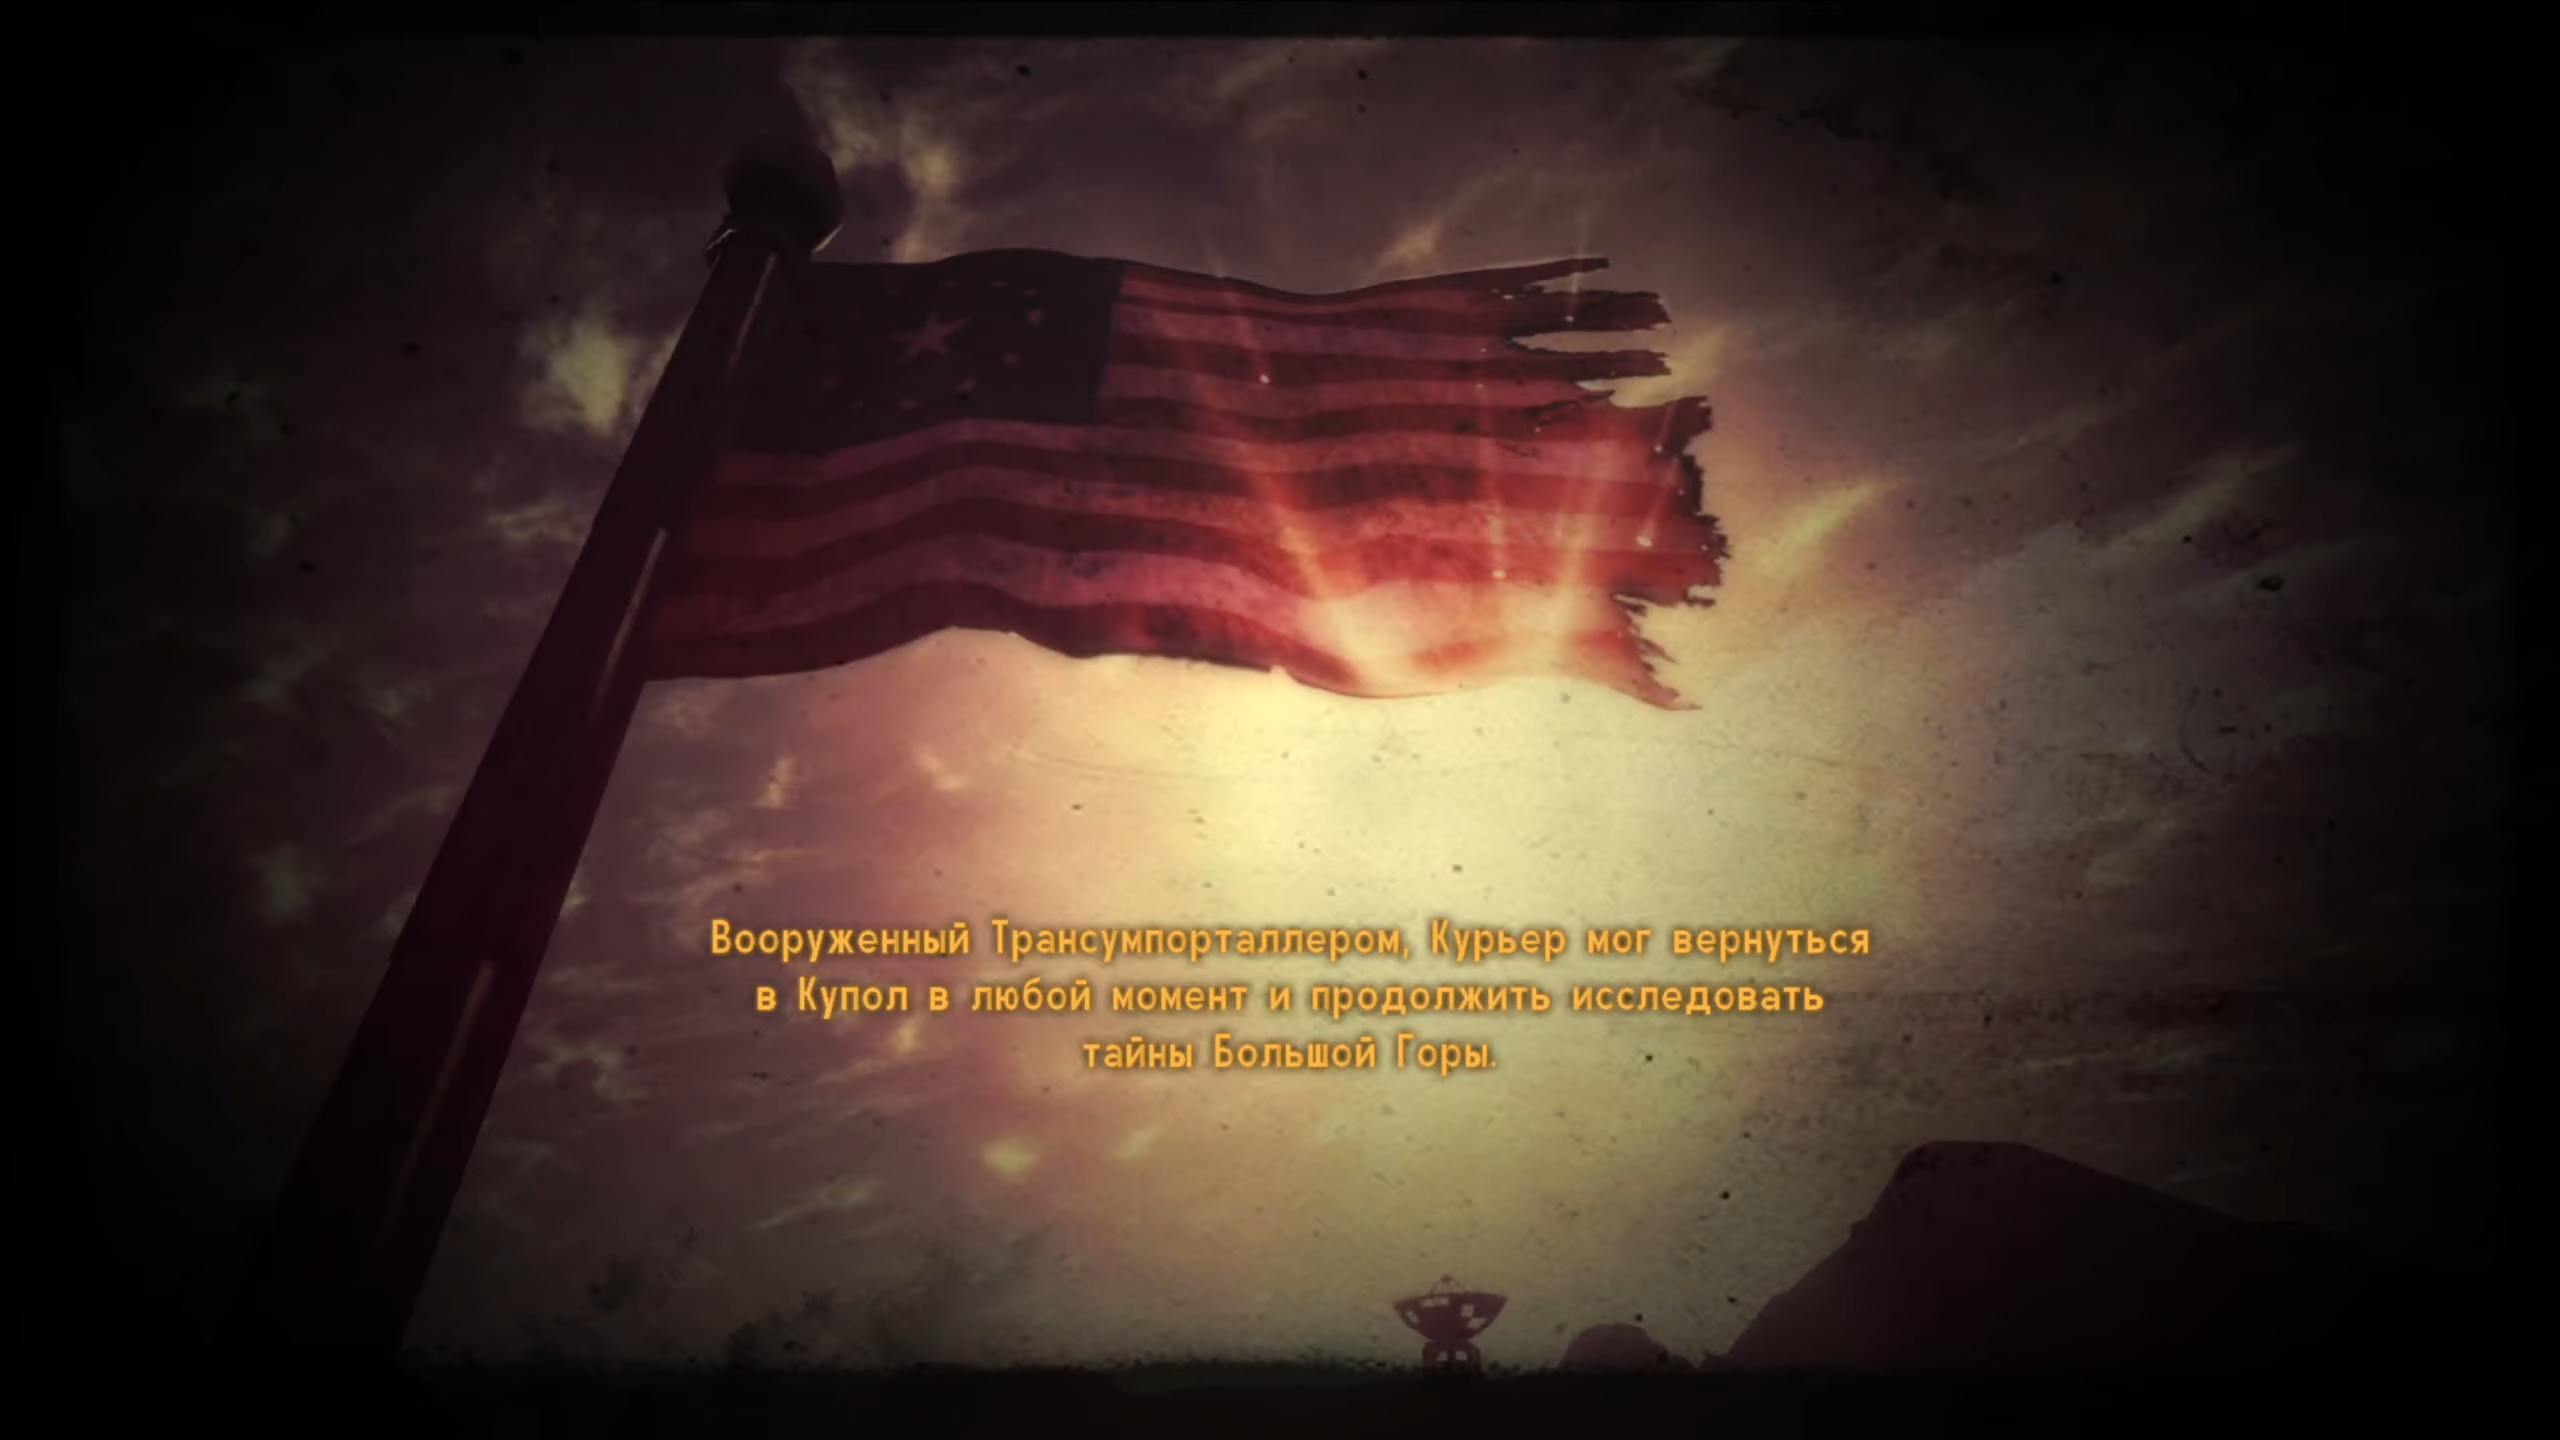 Вооруженный Трансумпорталлером, Курьер мог вернуться
в Купол в любой момент и продолжить исследовать
тайны Большой Горы.